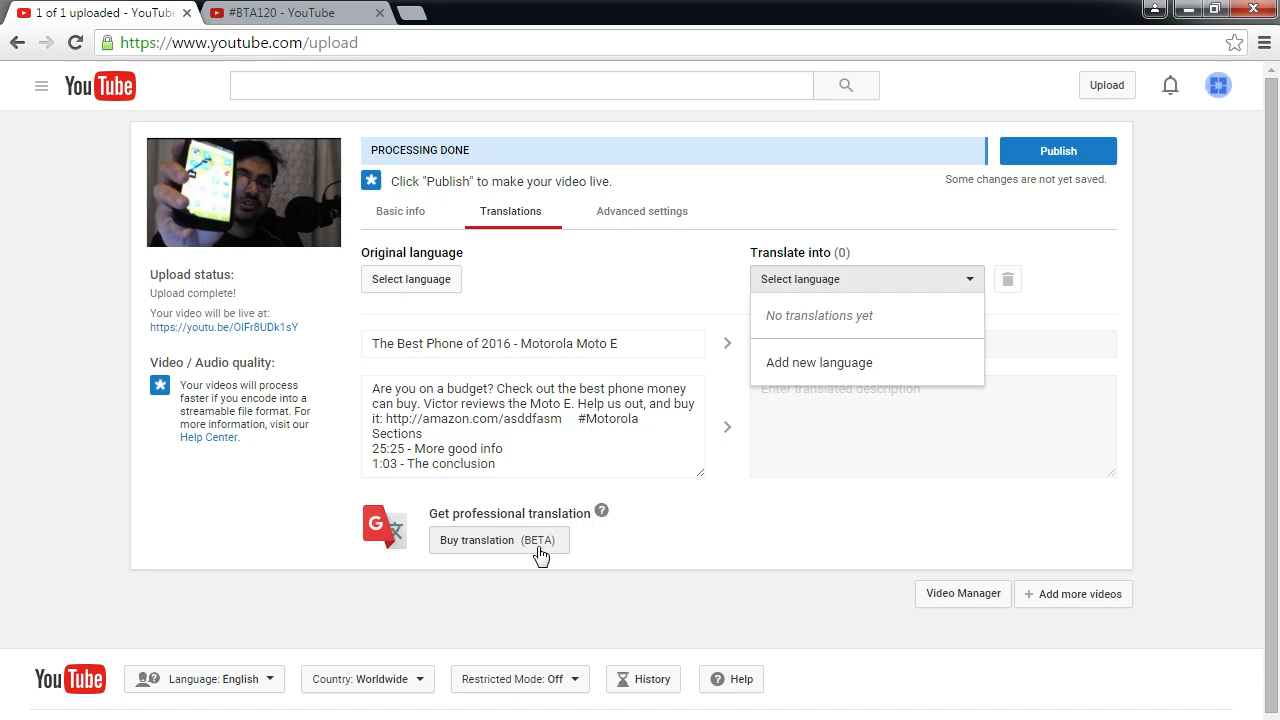 1 of 1 uploaded - YouTube
#BTA120 - YouTube
https://www.youtube.com/upload
YouTube
Upload
PROCESSING DONE
Publish
Click "Publish" to make your video live.
Some changes are not yet saved.
Basic info
Translations
Advanced settings
Original language
Translate into (0)
Select language
Select language
Upload status:
Upload complete!
Your video will be live at:
https://youtu.be/OIFr8UDk1sY
No translations yet
Add new language
The Best Phone of 2016 - Motorola Moto E
Video / Audio quality:
Your videos will process
faster if you encode into a
streamable file format. For
more information, visit our
Help Center.
Are you on a budget? Check out the best phone money
can buy. Victor reviews the Moto E. Help us out, and buy
it: http://amazon.com/asddfasm #Motorola
Sections
25:25 - More good info
1:03 - The conclusion
Enter translated description
Get professional translation ?
G
Buy translation (BETA)
Video Manager
+ Add more videos
YouTube
Language: English
Country: Worldwide
Restricted Mode: Off
History
? Help